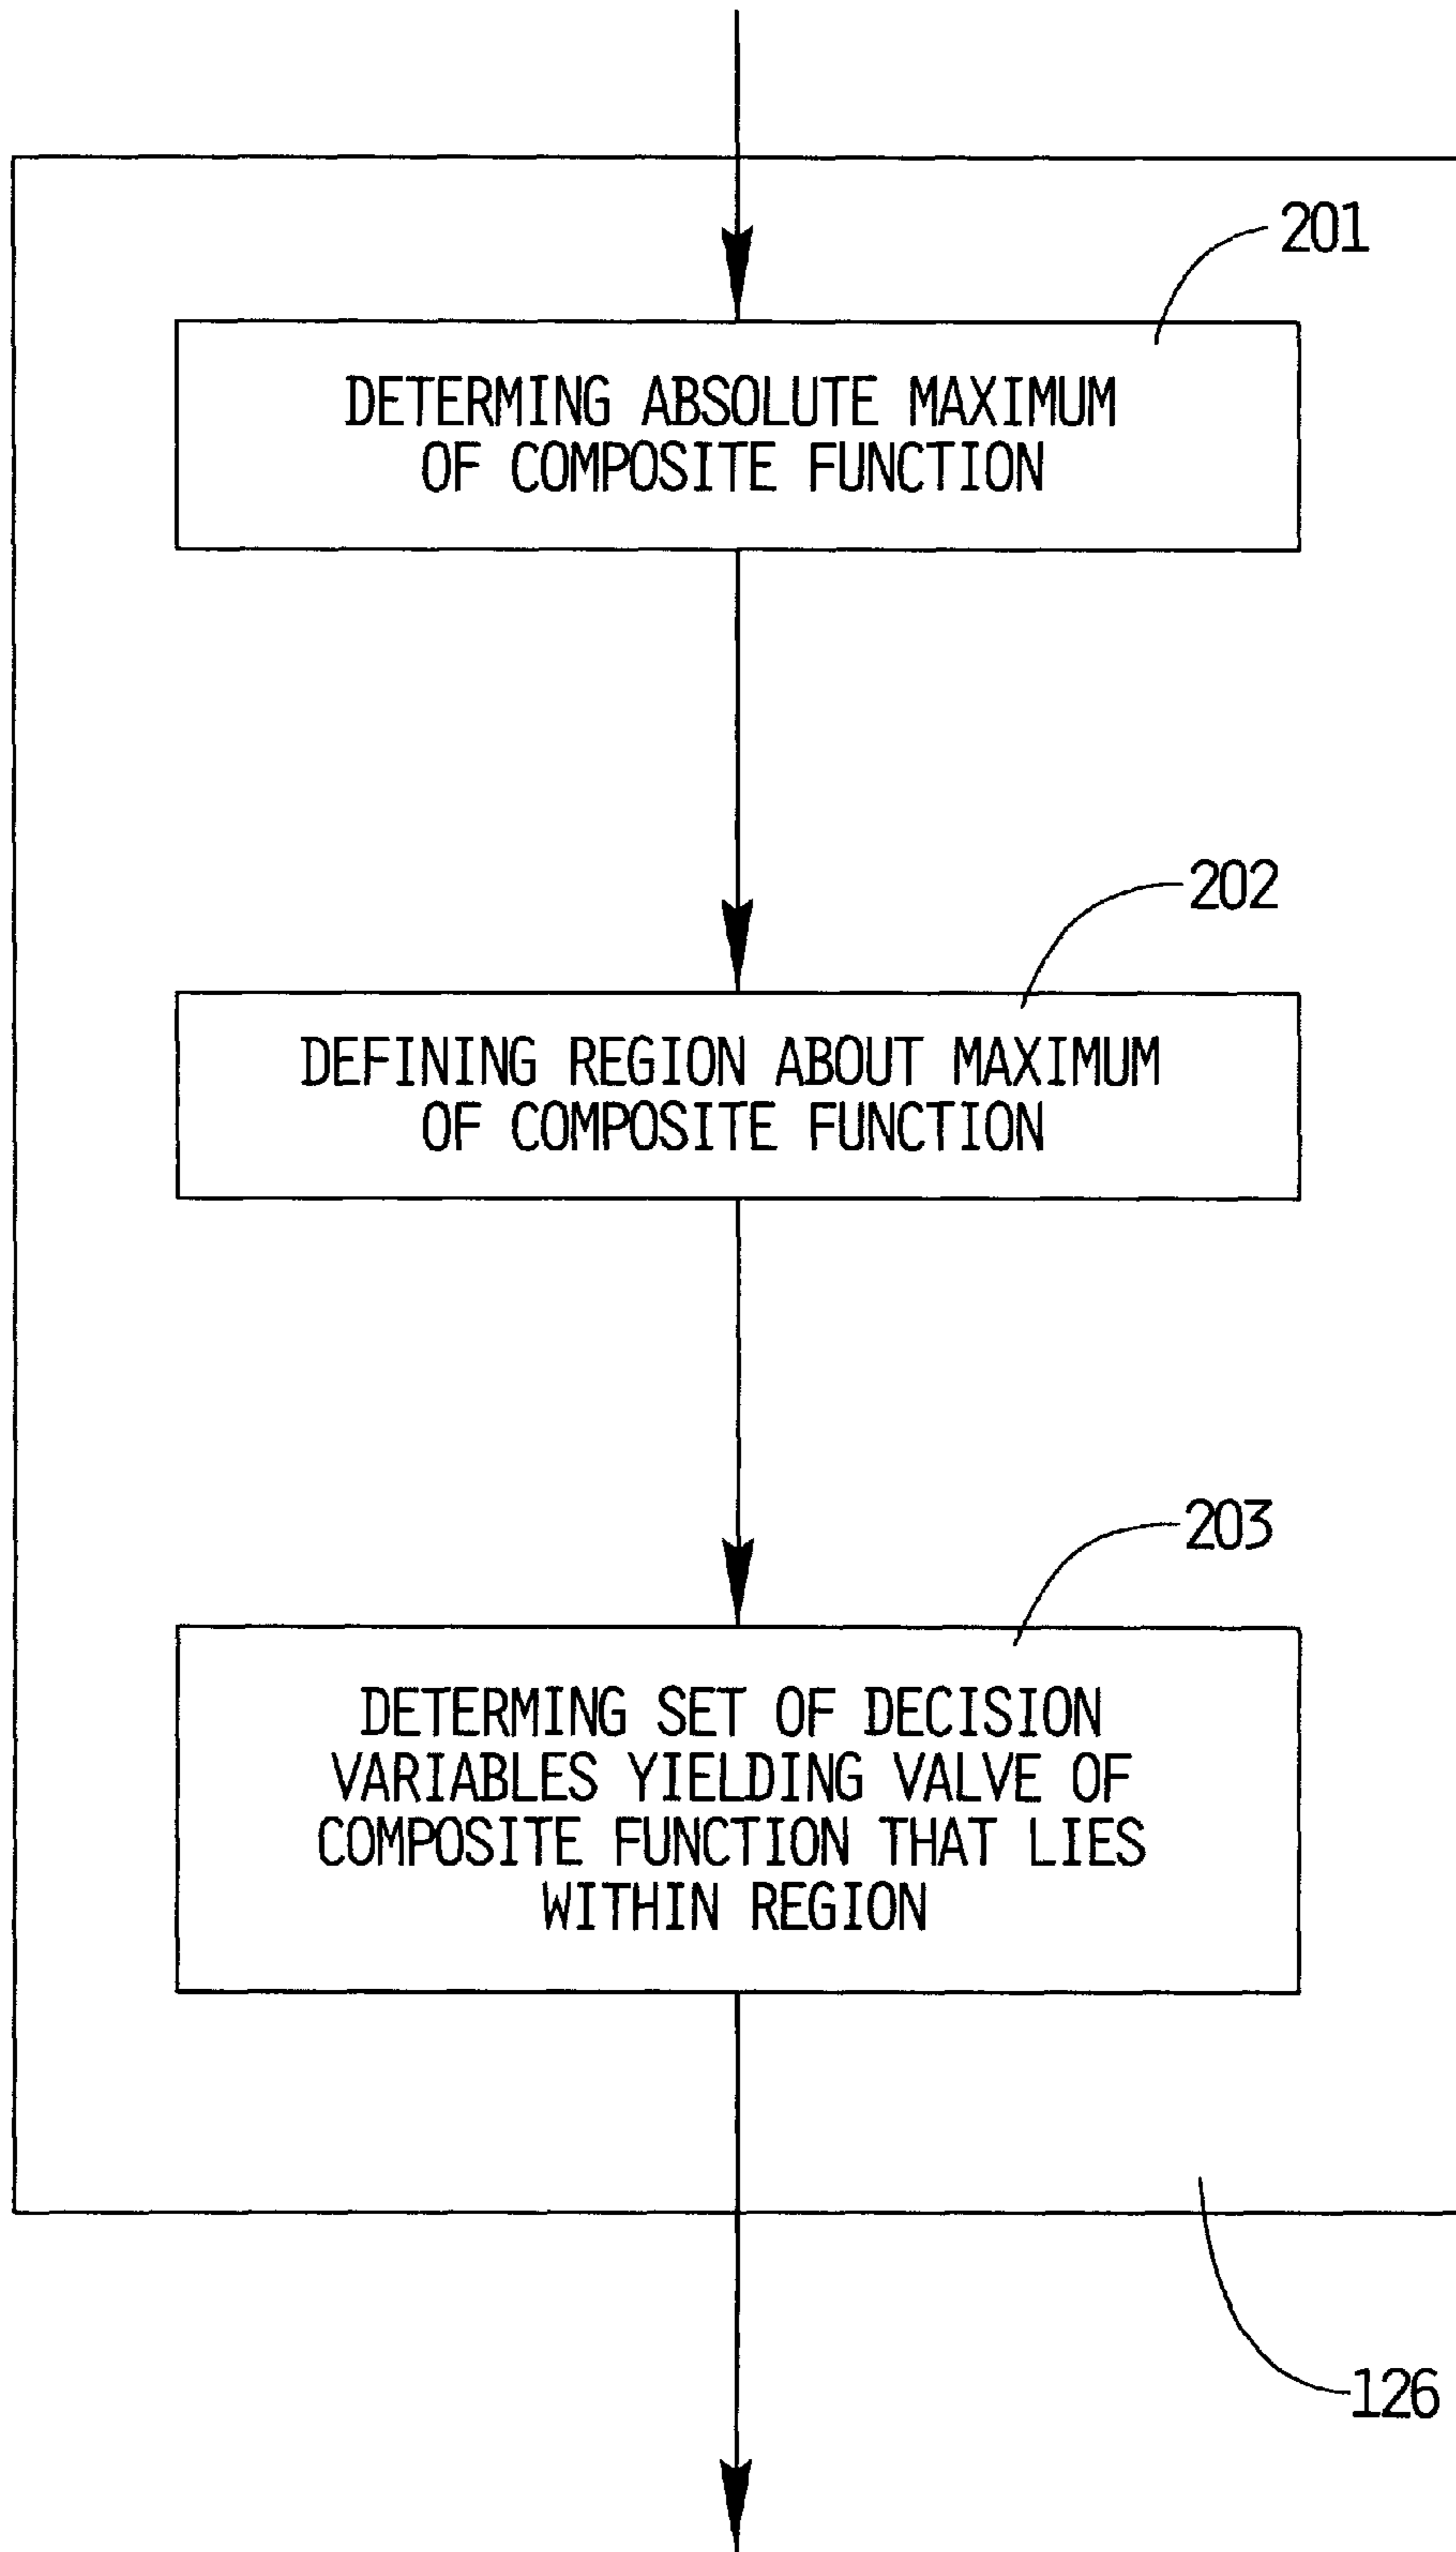 201
DETERMING ABSOLUTE MAXIMUM
OF COMPOSITE FUNCTION
202
DEFINING REGION ABOUT MAXIMUM
OF COMPOSITE FUNCTION
203
DETERMING SET OF DECISION
VARIABLES YIELDING VALVE OF
COMPOSITE FUNCTION THAT LIES
WITHIN REGION
126